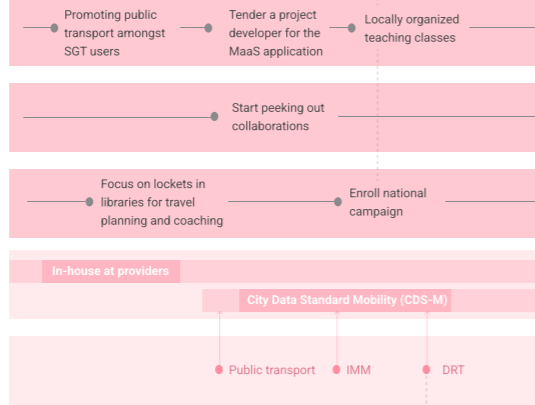 Promoting public
transport amongst
SGT users
Tender a project
developer for the
MaaS application
Locally organized
teaching classes
Start peeking out
collaborations
Focus on lockets in
libraries for travel
planning and coaching
Enroll national
campaign
In-house at providers
City Data Standard Mobility (CDS-M)
Public transport
IMM
DRT